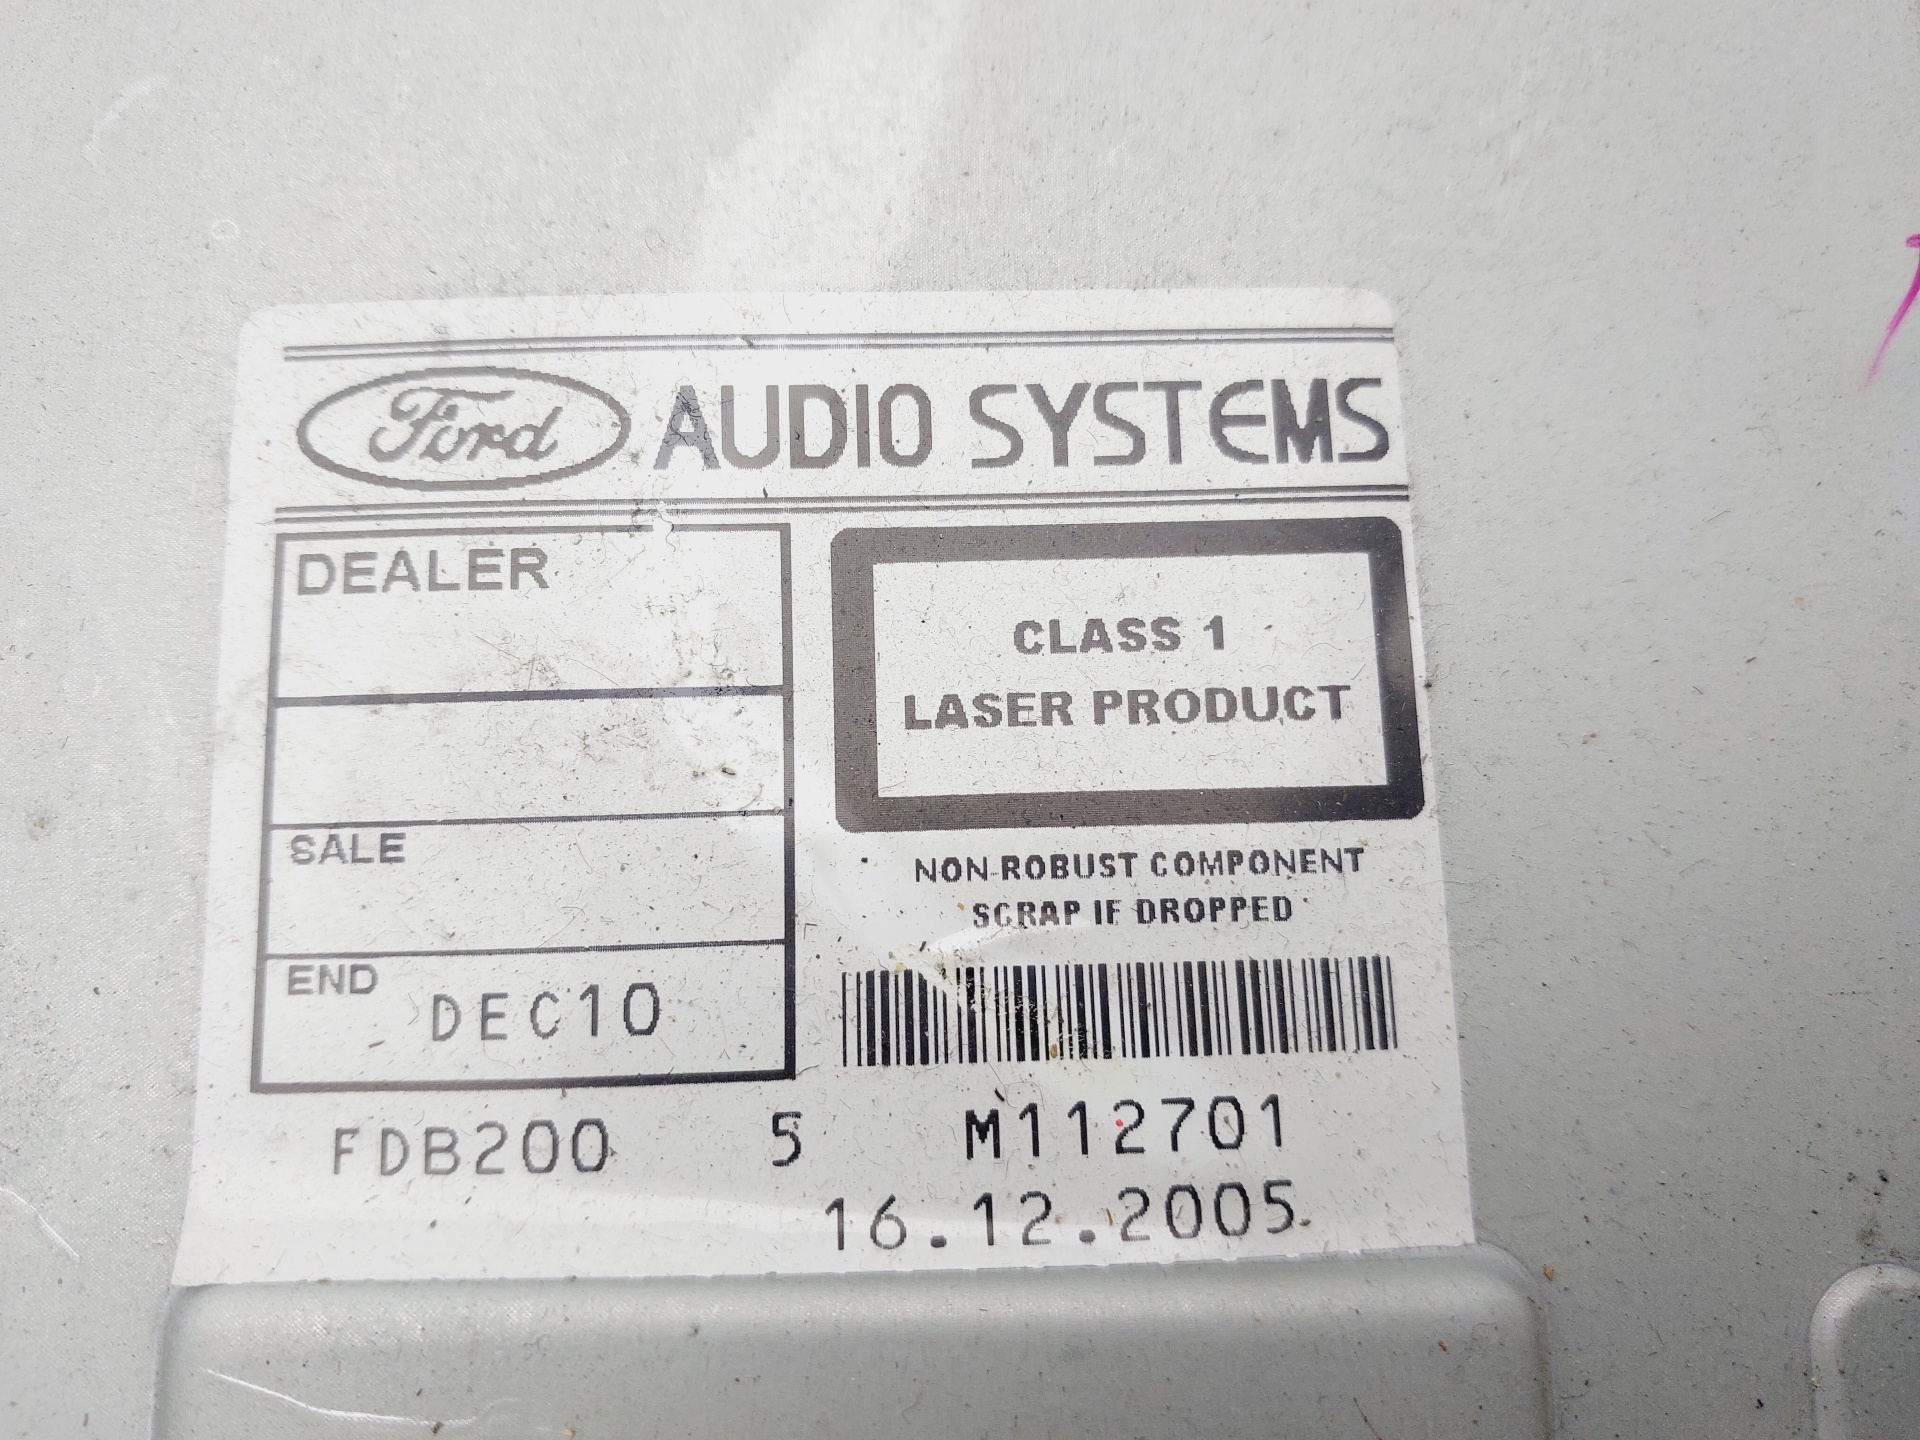 Ford AUDIO SYSTEMS
DEALER
SALE
END DEC10
CLASS 1
LASER PRODUCT
NON-ROBUST COMPONENT
SCRAP IF DROPPED
FDB200 5 M112701
16.12.2005